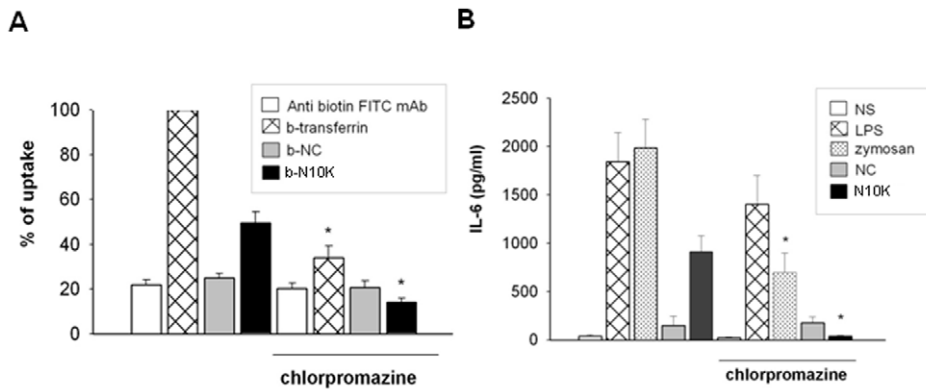 A
% of uptake
100
80
60
40
20
0
Anti biotin FITC mAb
b-transferrin
b-NC
b-N10K
*
*
chlorpromazine
B
IL-6 (pg/ml)
2500
2000
1500
1000
500
0
NS
LPS
zymosan
NC
N10K
*
*
chlorpromazine